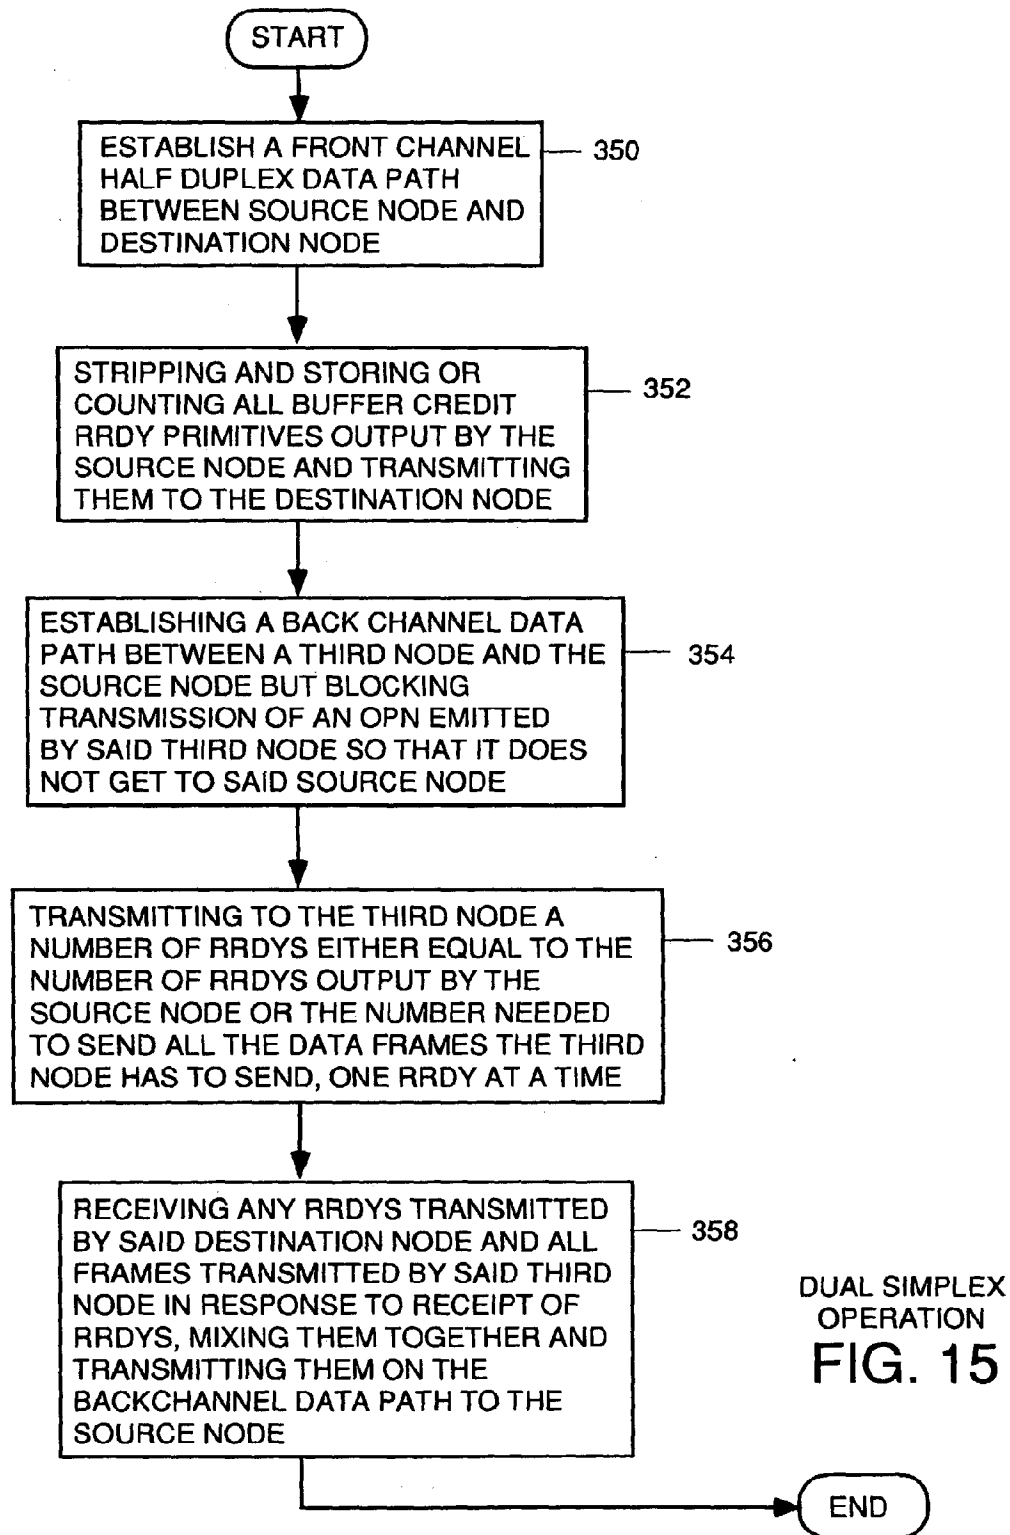 START
ESTABLISH A FRONT CHANNEL
HALF DUPLEX DATA PATH
BETWEEN SOURCE NODE AND
DESTINATION NODE
350
STRIPPING AND STORING OR
COUNTING ALL BUFFER CREDIT
RRDY PRIMITIVES OUTPUT BY THE
SOURCE NODE AND TRANSMITTING
THEM TO THE DESTINATION NODE
352
ESTABLISHING A BACK CHANNEL DATA
PATH BETWEEN A THIRD NODE AND THE
SOURCE NODE BUT BLOCKING
TRANSMISSION OF AN OPN EMITTED
BY SAID THIRD NODE SO THAT IT DOES
NOT GET TO SAID SOURCE NODE
354
TRANSMITTING TO THE THIRD NODE A
NUMBER OF RRDYS EITHER EQUAL TO THE
NUMBER OF RRDYS OUTPUT BY THE
SOURCE NODE OR THE NUMBER NEEDED
TO SEND ALL THE DATA FRAMES THE THIRD
NODE HAS TO SEND, ONE RRDY AT A TIME
356
RECEIVING ANY RRDYS TRANSMITTED
BY SAID DESTINATION NODE AND ALL
FRAMES TRANSMITTED BY SAID THIRD
NODE IN RESPONSE TO RECEIPT OF
RRDYS, MIXING THEM TOGETHER AND
TRANSMITTING THEM ON THE
BACKCHANNEL DATA PATH TO THE
SOURCE NODE
358
DUAL SIMPLEX
OPERATION
FIG. 15
END